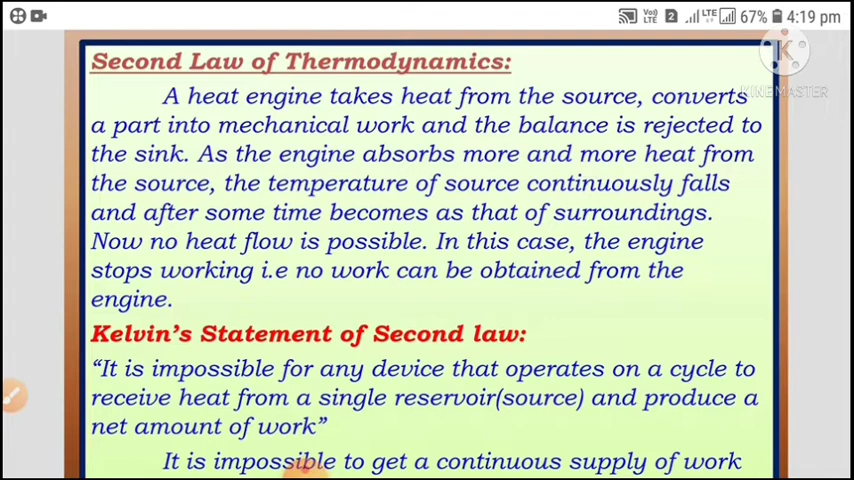 Vol LTE 2 LTE 67% 4:19 pm
K
KINEMASTER
Second Law of Thermodynamics:
A heat engine takes heat from the source, converts
a part into mechanical work and the balance is rejected to
the sink. As the engine absorbs more and more heat from
the source, the temperature of source continuously falls
and after some time becomes as that of surroundings.
Now no heat flow is possible. In this case, the engine
stops working i.e no work can be obtained from the
engine.
Kelvin's Statement of Second law:
“It is impossible for any device that operates on a cycle to
receive heat from a single reservoir(source) and produce a
net amount of work”
It is impossible to get a continuous supply of work